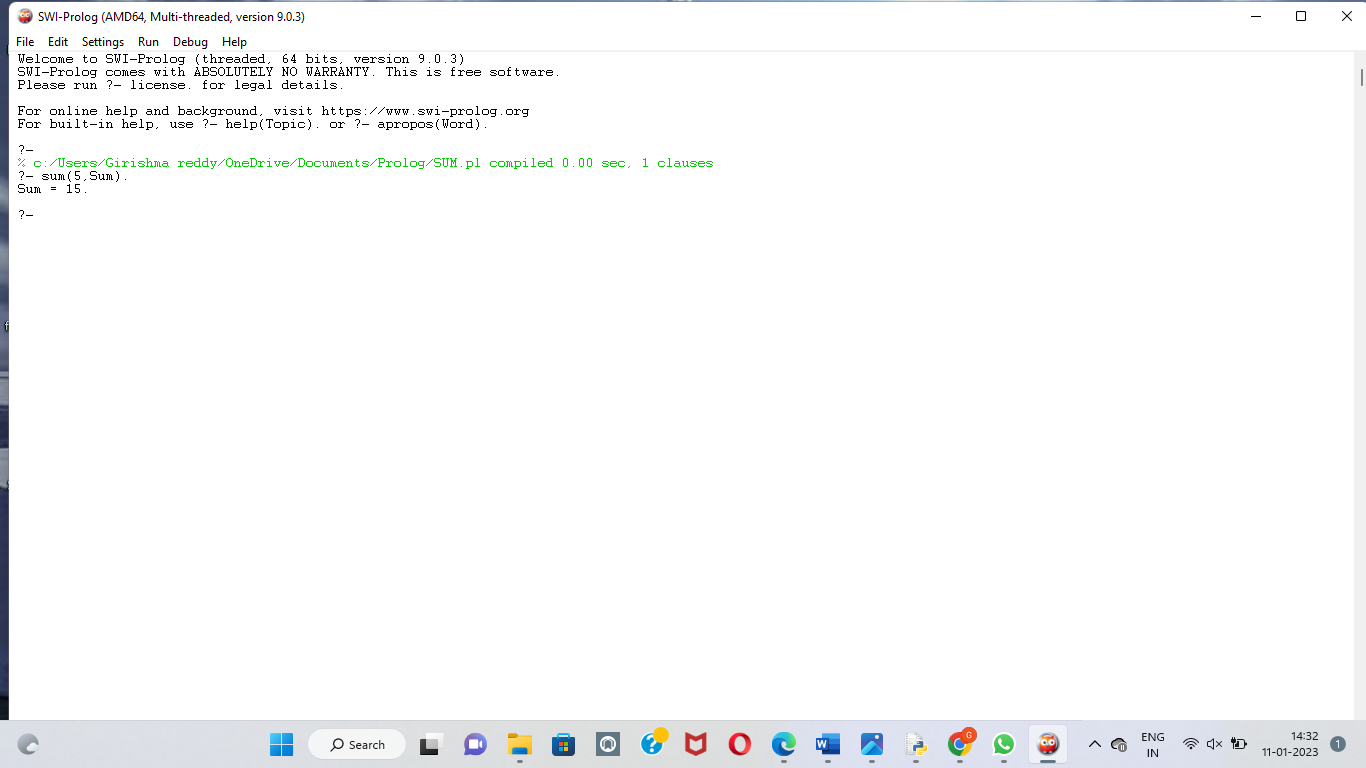 SWI-Prolog (AMD64, Multi-threaded, version 9.0.3)
File Edit Settings Run Debug Help
Welcome to SWI-Prolog (threaded, 64 bits, version 9.0.3)
SWI-Prolog comes with ABSOLUTELY NO WARRANTY. This is free software.
Please run ?- license. for legal details.
For online help and background, visit https://www.swi-prolog.org
For built-in help, use ?- help(Topic). or ?- apropos(Word).
?-
% c:/Users/Girishma reddy/OneDrive/Documents/Prolog/SUM.pl compiled 0.00 sec, 1 clauses
?- sum(5,Sum).
Sum = 15.
?-
Search
G
ENG
IN
14:32
11-01-2023
1